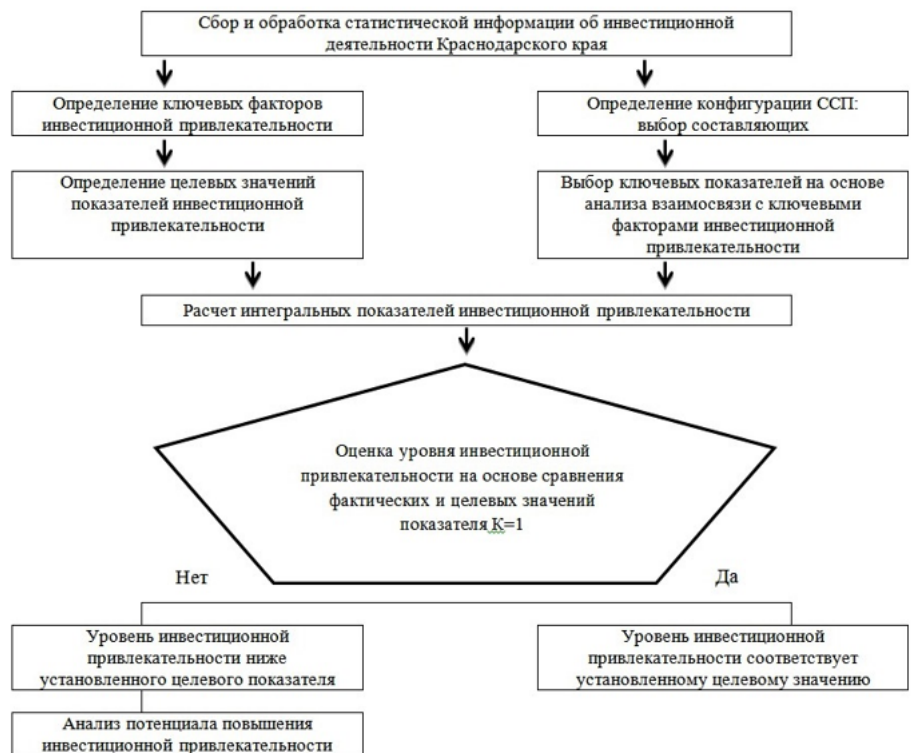 Сбор и обработка статистической информации об инвестиционной
деятельности Краснодарского края
Определение ключевых факторов
инвестиционной привлекательности
Определение конфигурации ССП:
выбор составляющих
Определение целевых значений
показателей инвестиционной
привлекательности
Выбор ключевых показателей на основе
анализа взаимосвязи с ключевыми
факторами инвестиционной
привлекательности
Расчет интегральных показателей инвестиционной привлекательности
Оценка уровня инвестиционной
привлекательности на основе сравнения
фактических и целевых значений
показателя К=1
Нет
Да
Уровень инвестиционной
привлекательности ниже
установленного целевого показателя
Уровень инвестиционной
привлекательности соответствует
установленному целевому значению
Анализ потенциала повышения
инвестиционной привлекательности